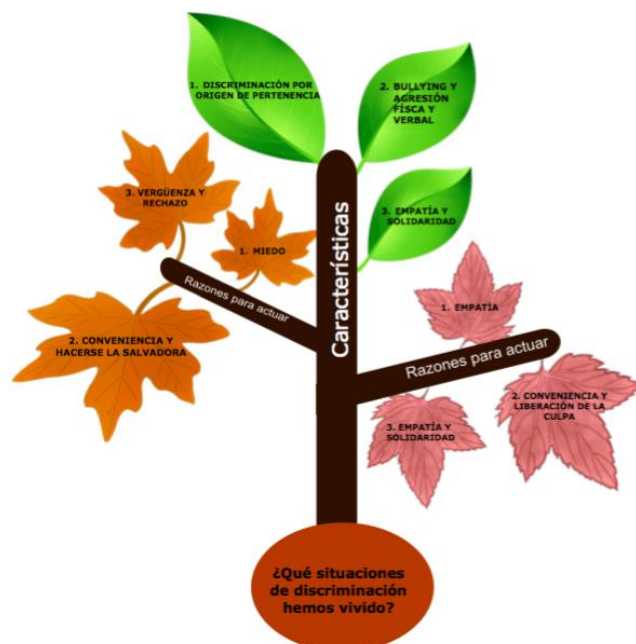 1. DISCRIMINACIÓN POR
ORIGEN DE PERTENENCIA
2. BULLYING Y
AGRESIÓN
FÍSCA Y
VERBAL
3. EMPATÍA Y
SOLIDARIDAD
Características
3. VERGÜENZA Y
RECHAZO
1. MIEDO
Razones para actuar
2. CONVENIENCIA Y
HACERSE LA SALVADORA
1. EMPATÍA
Razones para actuar
2. CONVENIENCIA Y
LIBERACIÓN DE LA
CULPA
3. EMPATÍA Y
SOLIDARIDAD
¿Qué situaciones
de discriminación
hemos vivido?